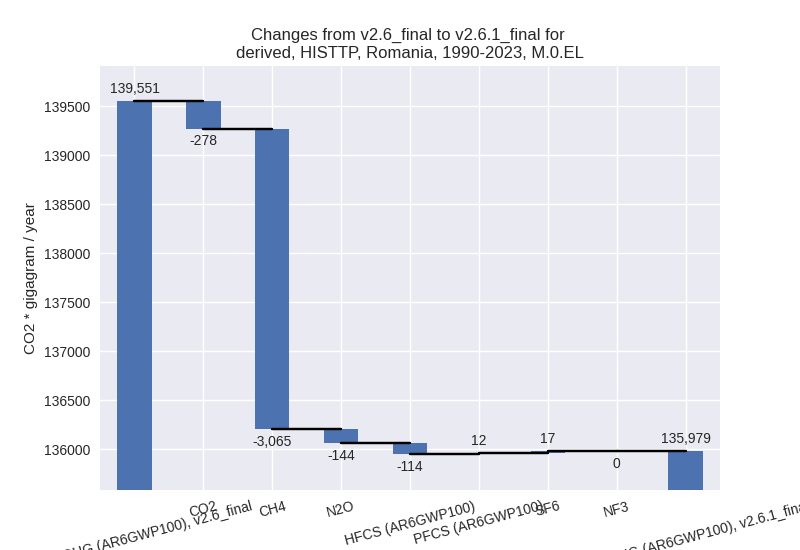 Changes from v2.6_final to v2.6.1_final for
derived, HISTTP, Romania, 1990-2023, M.0.EL
CO2 * gigagram / year
139500
139000
138500
138000
137500
137000
136500
136000
139,551
-278
-3,065
-144
-114
12
17
0
135,979
(AR6GWP100), v2.6_final
CO2
CH4
N2O
HFCS (AR6GWP100)
PFCS (AR6GWP100)
SF6
NF3
(AR6GWP100), v2.6.1_fina